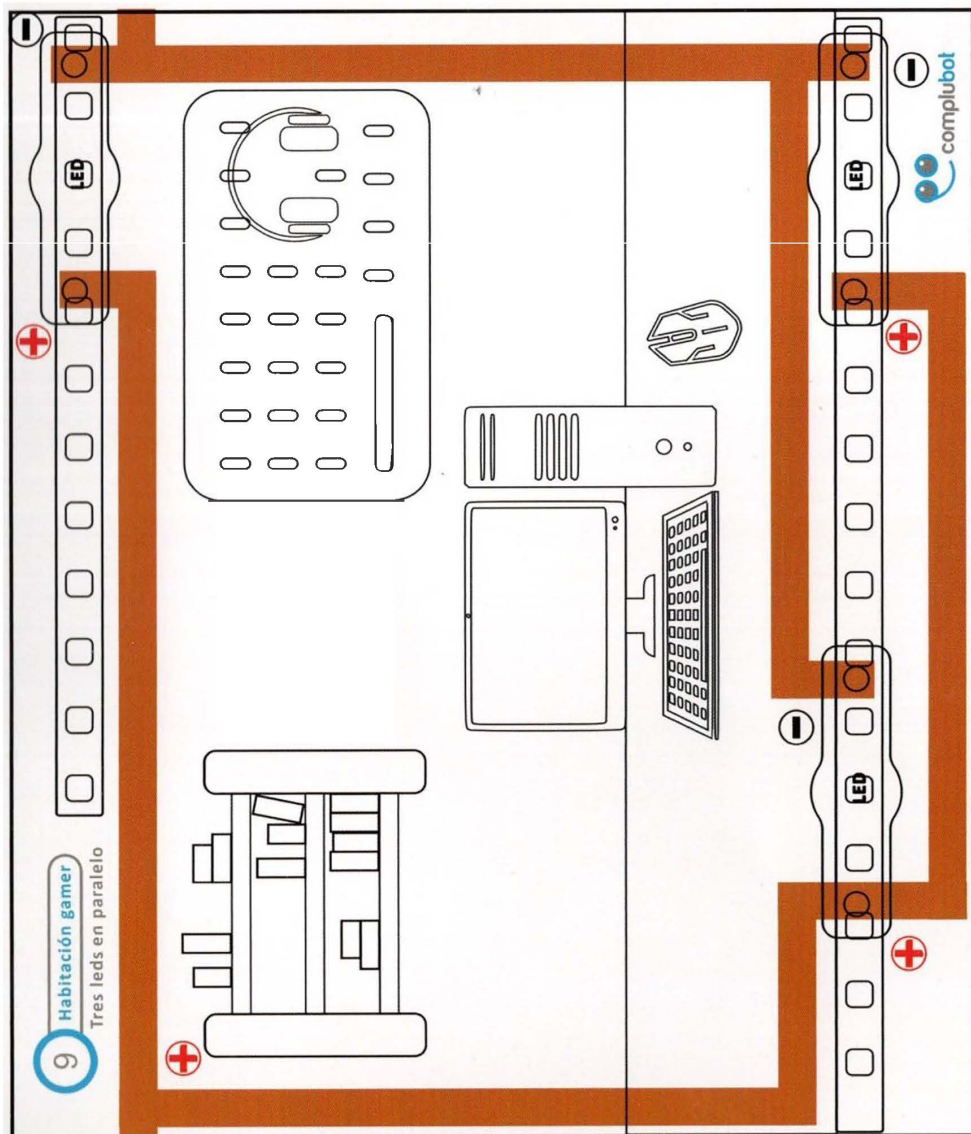 9
Habitación gamer
Tres leds en paralelo
LED
LED
LED
complubot